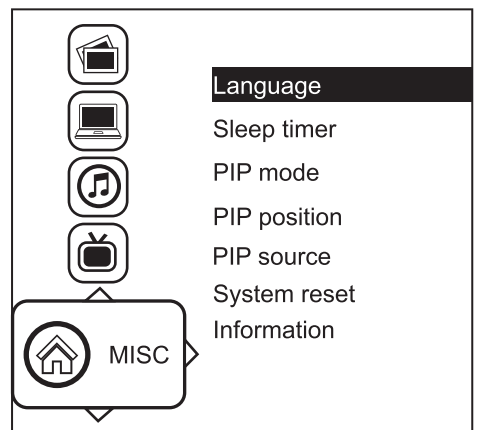 Language
Sleep timer
PIP mode
PIP position
PIP source
System reset
Information
MISC